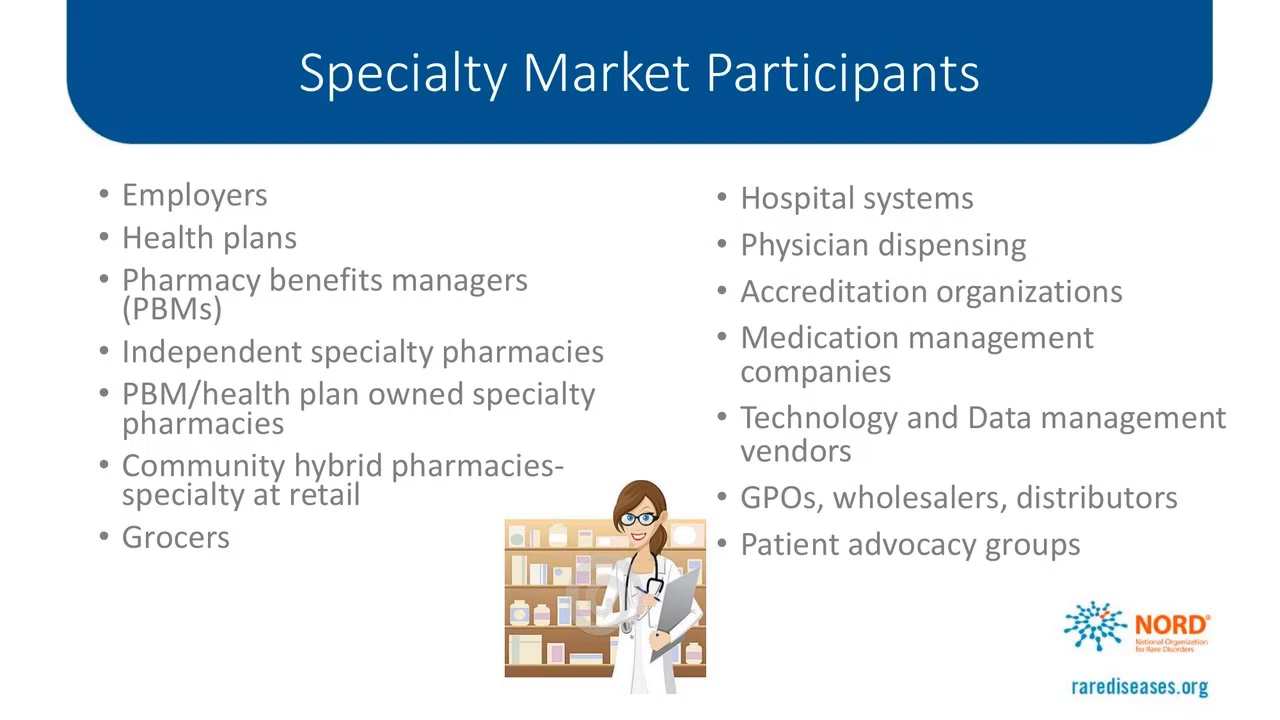 Specialty Market Participants
• Employers
• Health plans
• Pharmacy benefits managers
(PBMs)
• Independent specialty pharmacies
• PBM/health plan owned specialty
pharmacies
• Community hybrid pharmacies-
specialty at retail
• Grocers
• Hospital systems
• Physician dispensing
• Accreditation organizations
• Medication management
companies
• Technology and Data management
vendors
• GPOs, wholesalers, distributors
• Patient advocacy groups
NORD®
National Organization
for Rare Disorders
rarediseases.org